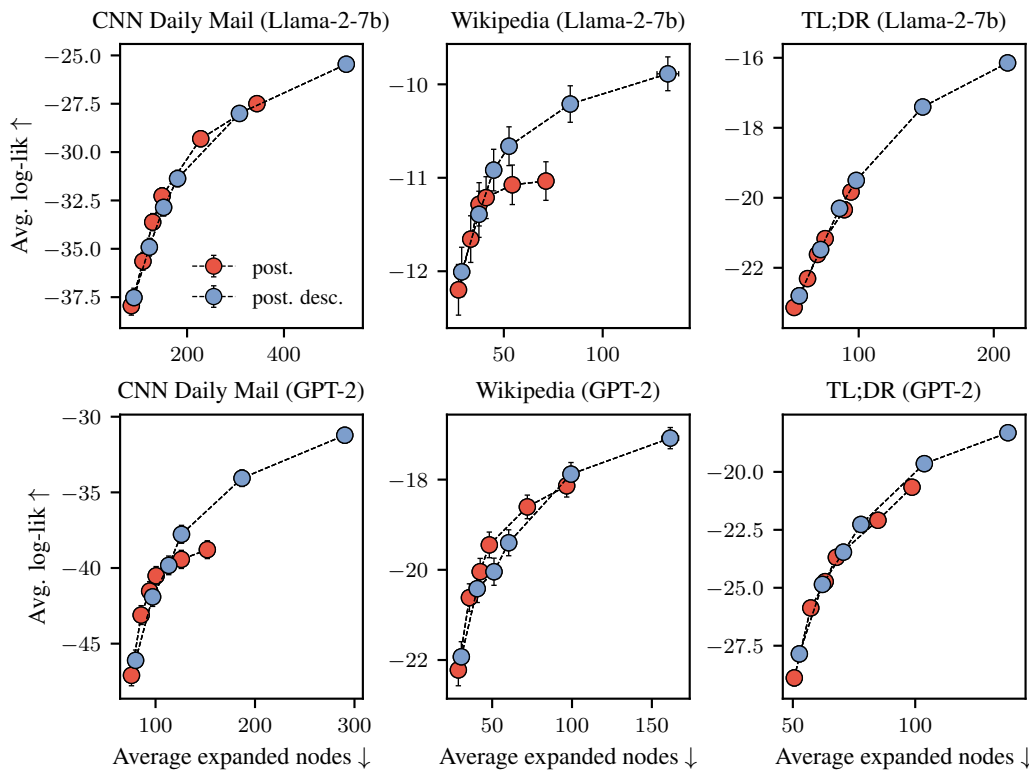 CNN Daily Mail (Llama-2-7b)
Wikipedia (Llama-2-7b)
TL;DR (Llama-2-7b)
Avg. log-lik ↑
−25.0
−27.5
−30.0
−32.5
−35.0
−37.5
200
400
post.
post. desc.
−10
−11
−12
50
100
−16
−18
−20
−22
100
200
CNN Daily Mail (GPT-2)
Wikipedia (GPT-2)
TL;DR (GPT-2)
Avg. log-lik ↑
−30
−35
−40
−45
100
200
300
Average expanded nodes ↓
−18
−20
−22
50
100
150
Average expanded nodes ↓
−20.0
−22.5
−25.0
−27.5
50
100
Average expanded nodes ↓